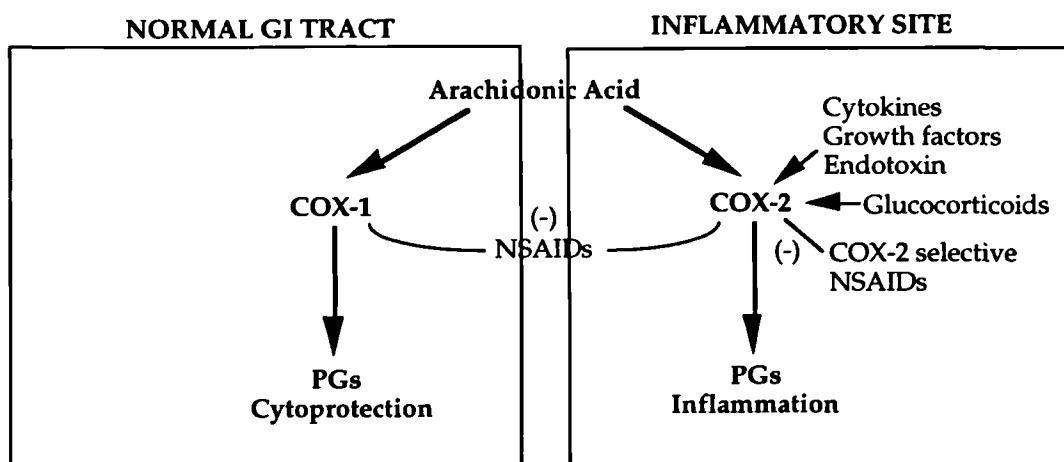 NORMAL GI TRACT
INFLAMMATORY SITE
Arachidonic Acid
Cytokines
Growth factors
Endotoxin
COX-1
(-)
NSAIDs
COX-2
Glucocorticoids
(-)
COX-2 selective
NSAIDs
PGs
Cytoprotection
PGs
Inflammation